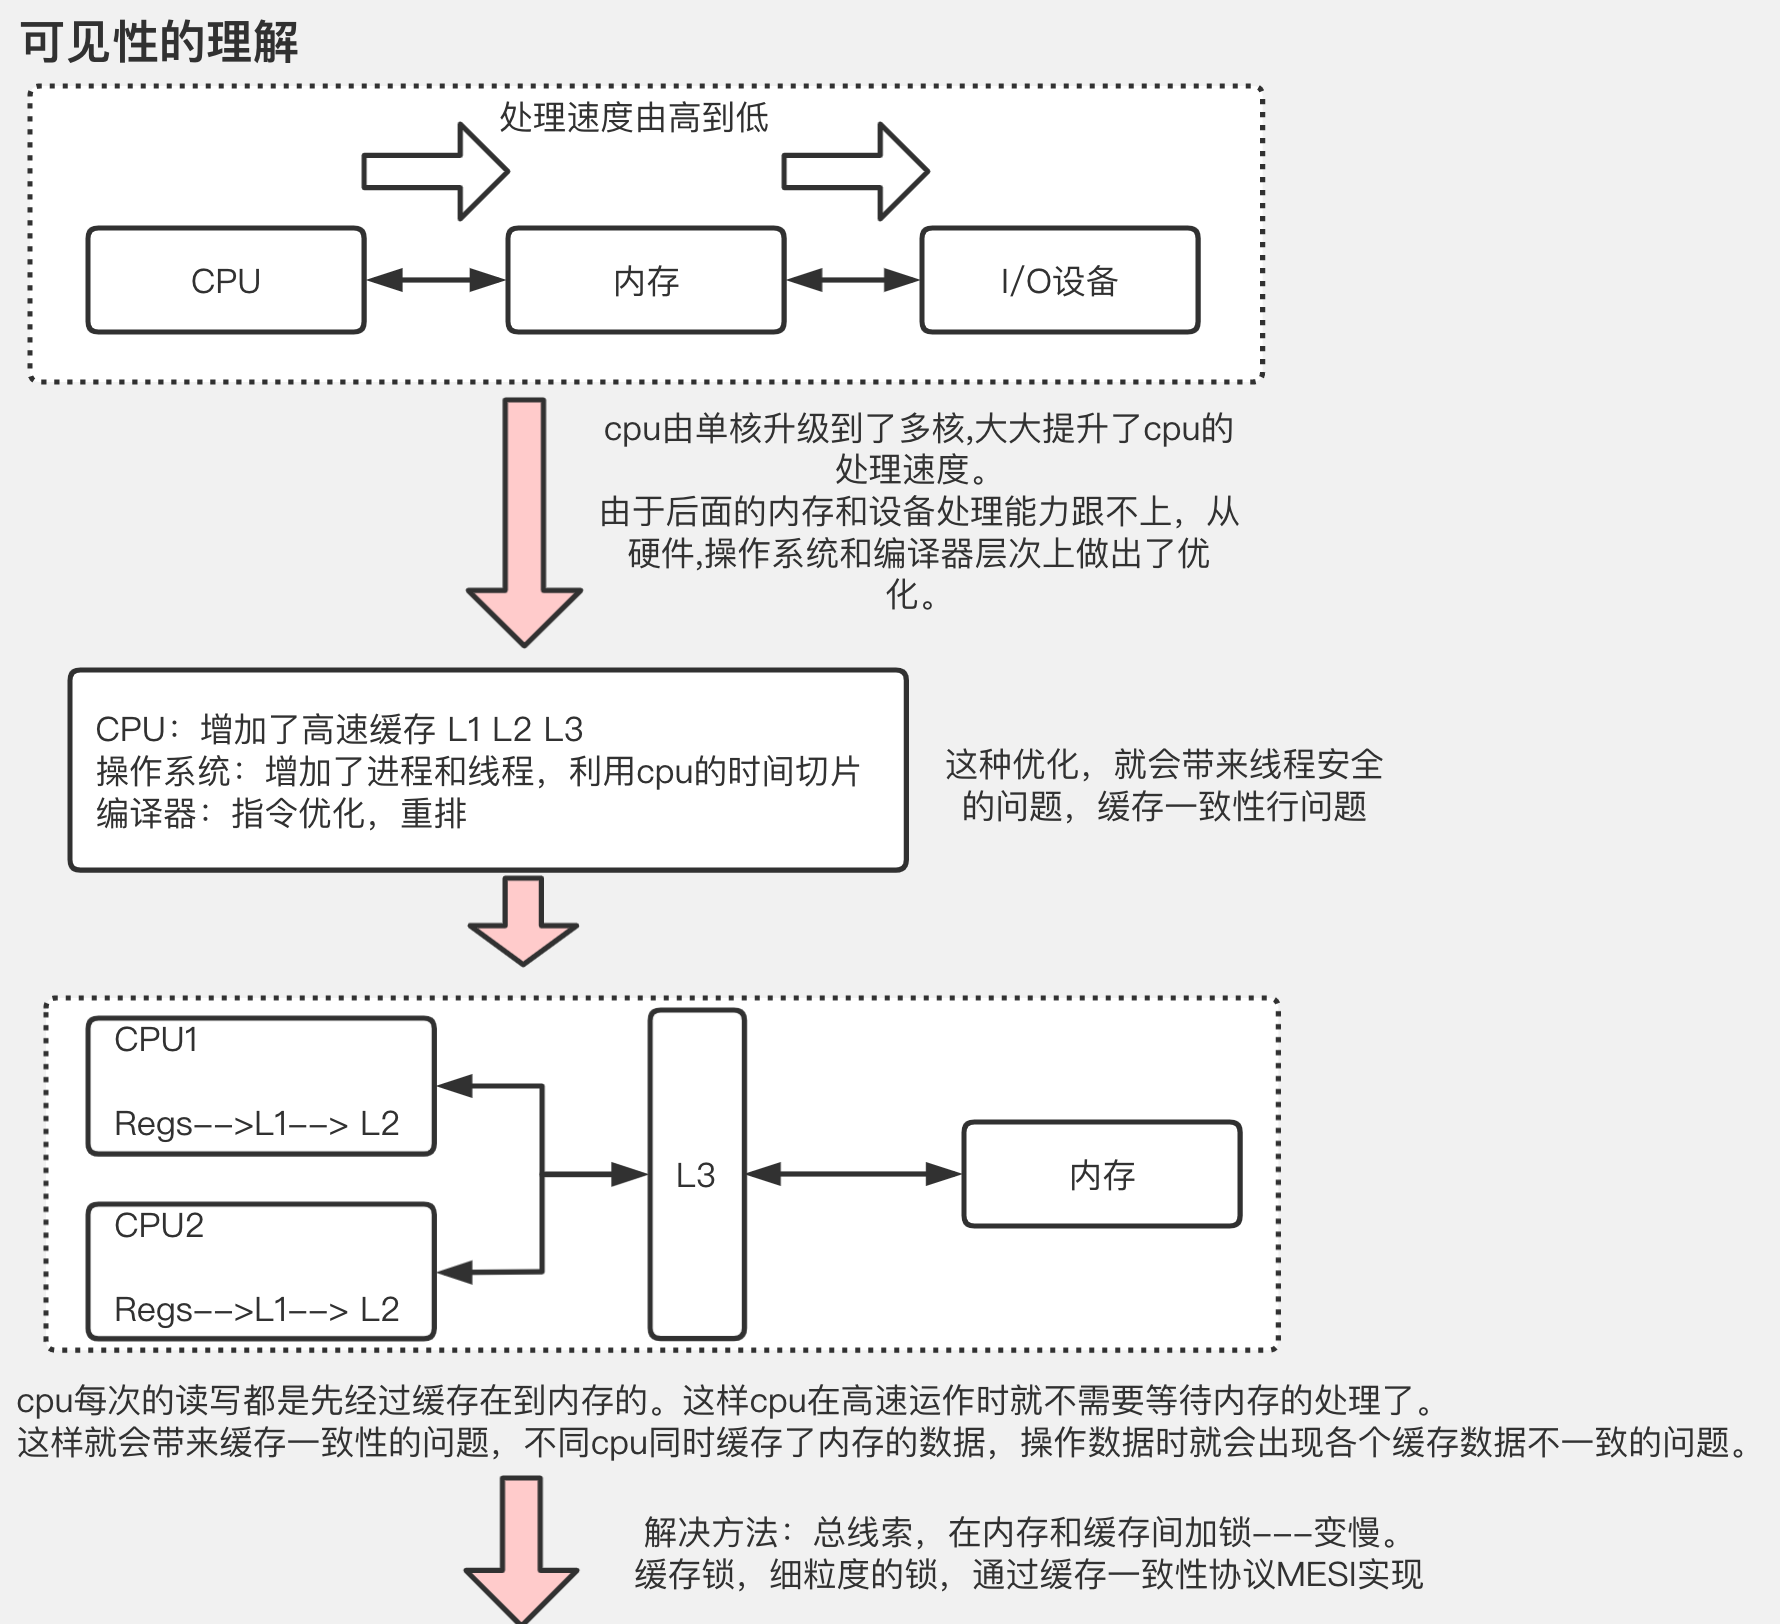 可见性的理解
处理速度由高到低
CPU
内存
I/O设备
cpu由单核升级到了多核,大大提升了cpu的
处理速度。
由于后面的内存和设备处理能力跟不上，从
硬件,操作系统和编译器层次上做出了优
化。
CPU：增加了高速缓存 L1 L2 L3
操作系统：增加了进程和线程，利用cpu的时间切片
编译器：指令优化，重排
这种优化，就会带来线程安全
的问题，缓存一致性行问题
CPU1
Regs-->L1--> L2
CPU2
Regs-->L1--> L2
L3
内存
cpu每次的读写都是先经过缓存在到内存的。这样cpu在高速运作时就不需要等待内存的处理了。
这样就会带来缓存一致性的问题，不同cpu同时缓存了内存的数据，操作数据时就会出现各个缓存数据不一致的问题。
解决方法：总线索，在内存和缓存间加锁---变慢。
缓存锁，细粒度的锁，通过缓存一致性协议MESI实现